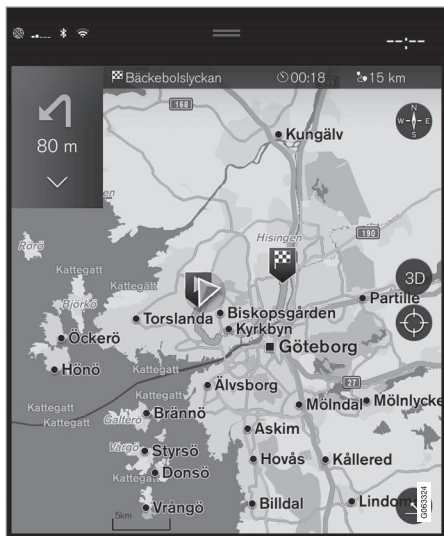 --:--
Bäckebolslyckan
00:18
15 km
80 m
168
N
W
E
S
Kungälv
Hisingen
190
Rörö
Kattegatt
3D
Kattegatt
Björkö
Partille
Torslanda
Biskopsgården
Kyrkbyn
Öckerö
Göteborg
Hönö
Kattegatt
27
Älvsborg
Mölndal
Mölnlycke
Kattegatt
Kattegatt
Brännö
Galterö
Askim
Vargö
Styrsö
Hovås
Kållered
Donsö
Kattegatt
Vrångö
Billdal
5km
G063324